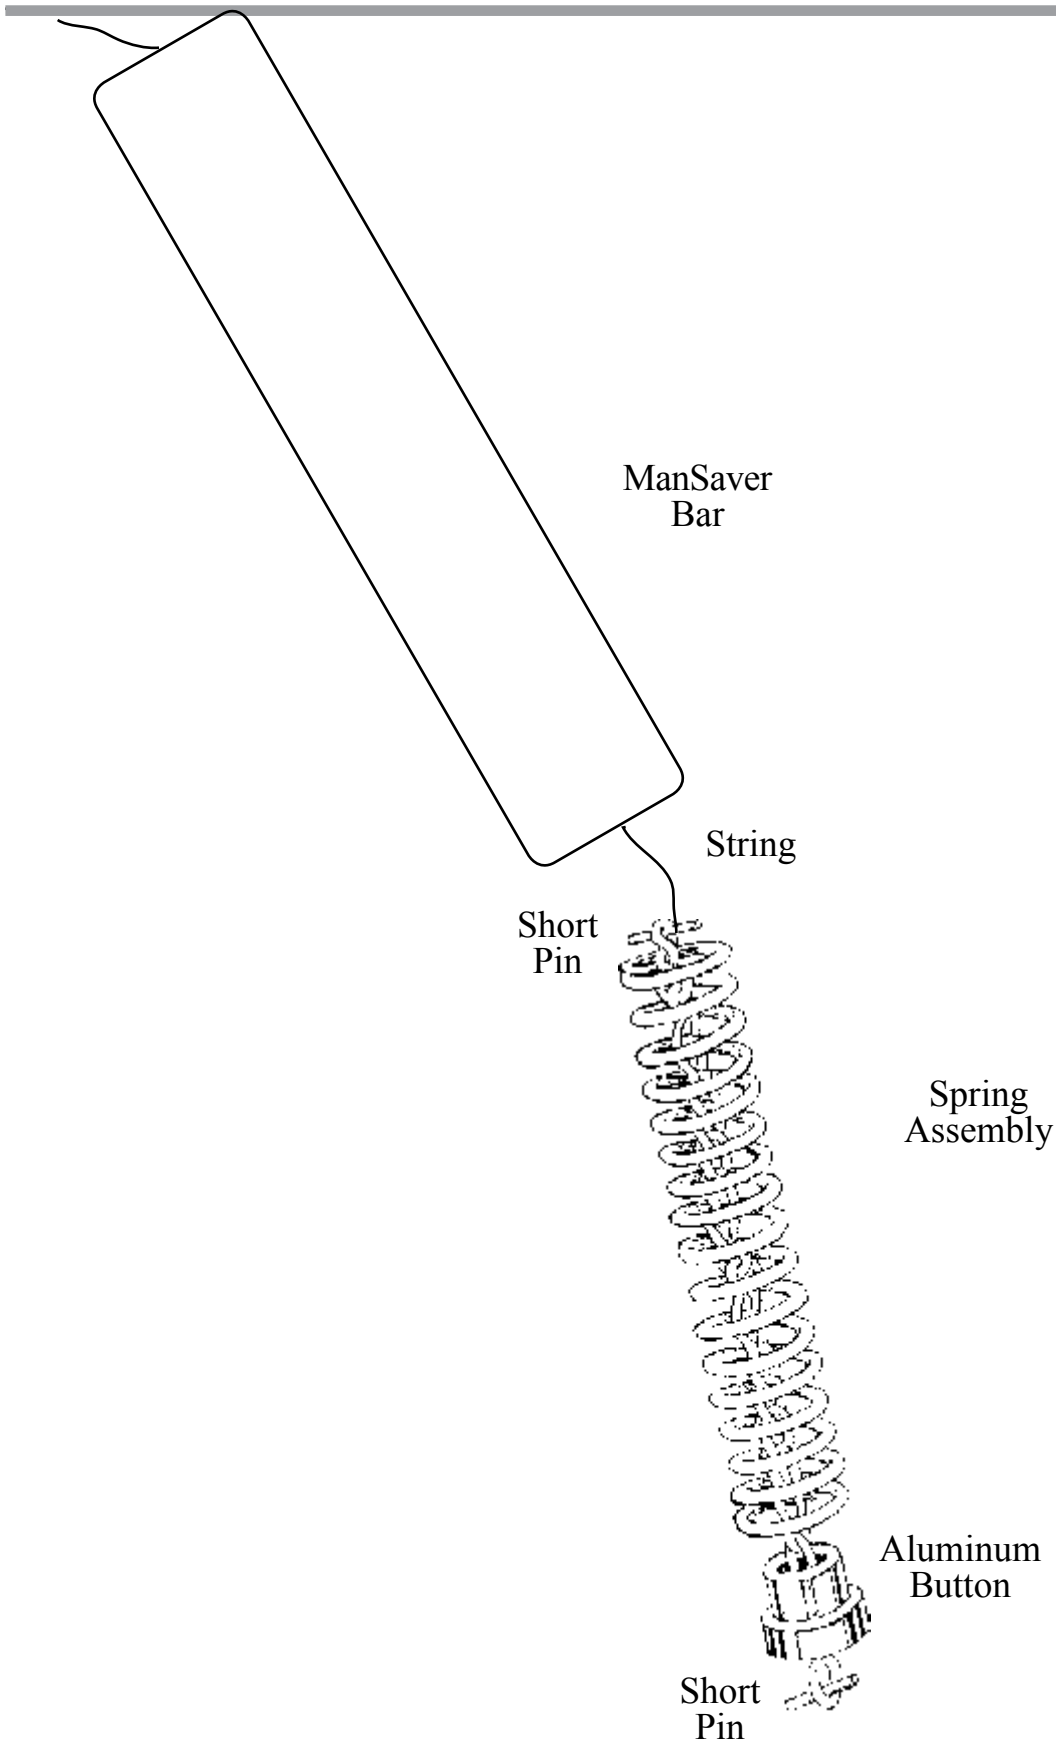 ManSaver
Bar
String
Short
Pin
Spring
Assembly
Aluminum
Button
Short
Pin